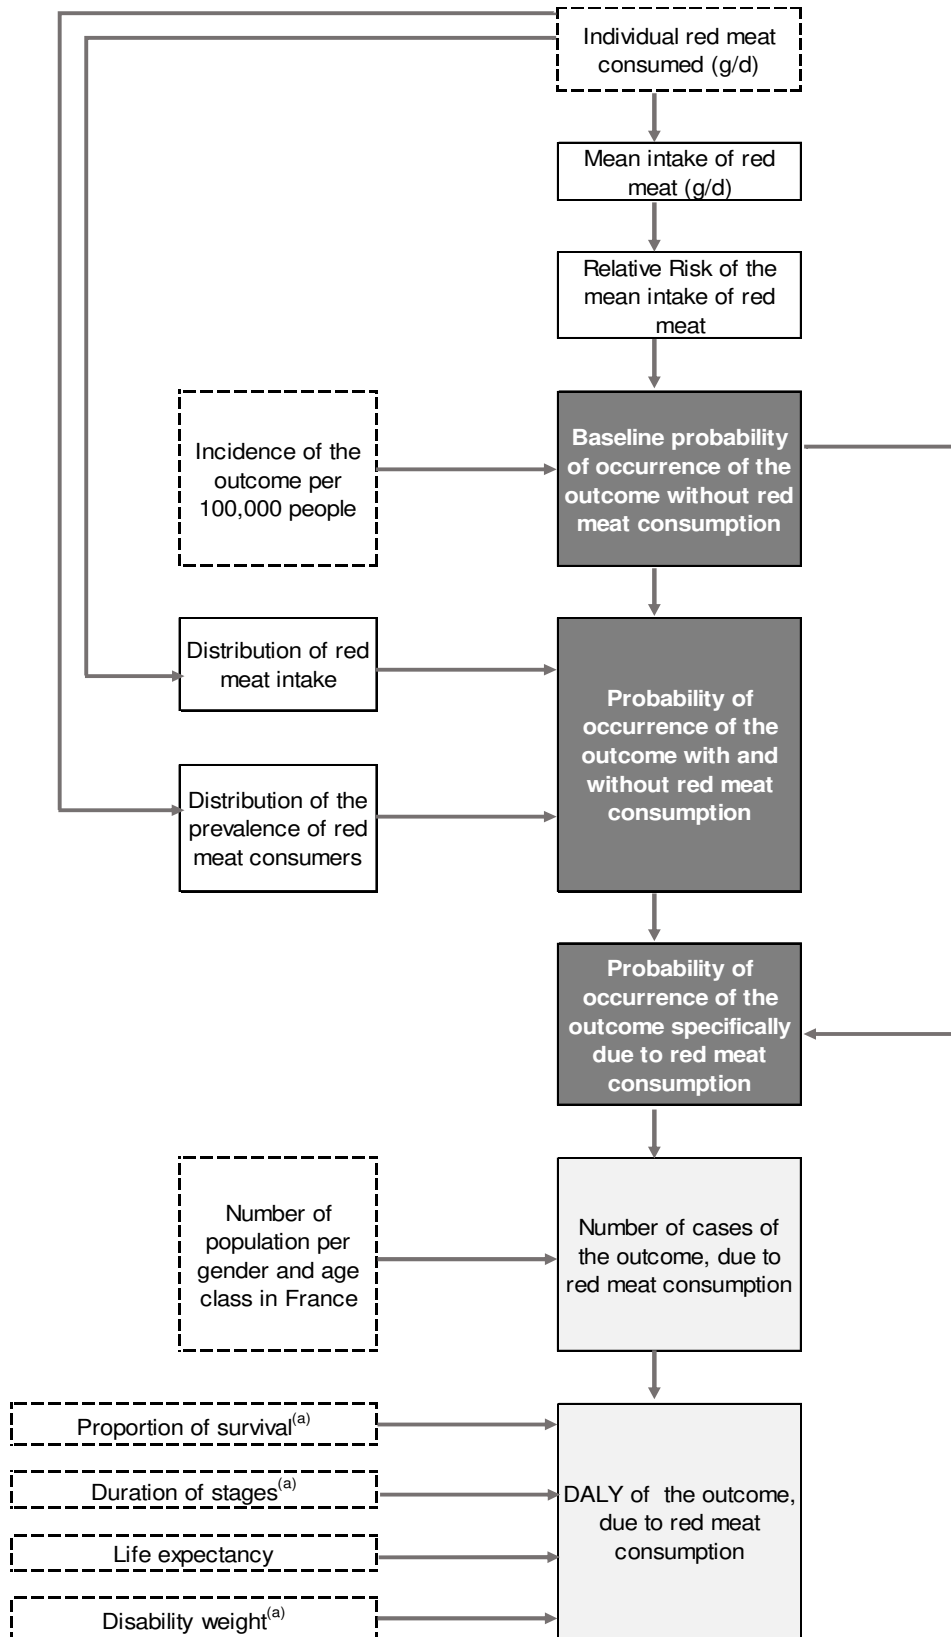 Individual red meat
consumed (g/d)
Mean intake of red
meat (g/d)
Relative Risk of the
mean intake of red
meat
Incidence of the
outcome per
100,000 people
Baseline probability
of occurrence of the
outcome without red
meat consumption
Distribution of red
meat intake
Probability of
occurrence of the
outcome with and
without red meat
consumption
Distribution of the
prevalence of red
meat consumers
Probability of
occurrence of the
outcome specifically
due to red meat
consumption
Number of
population per
gender and age
class in France
Number of cases of
the outcome, due to
red meat consumption
Proportion of survival(a)
Duration of stages(a)
Life expectancy
Disability weight(a)
DALY of the outcome,
due to red meat
consumption